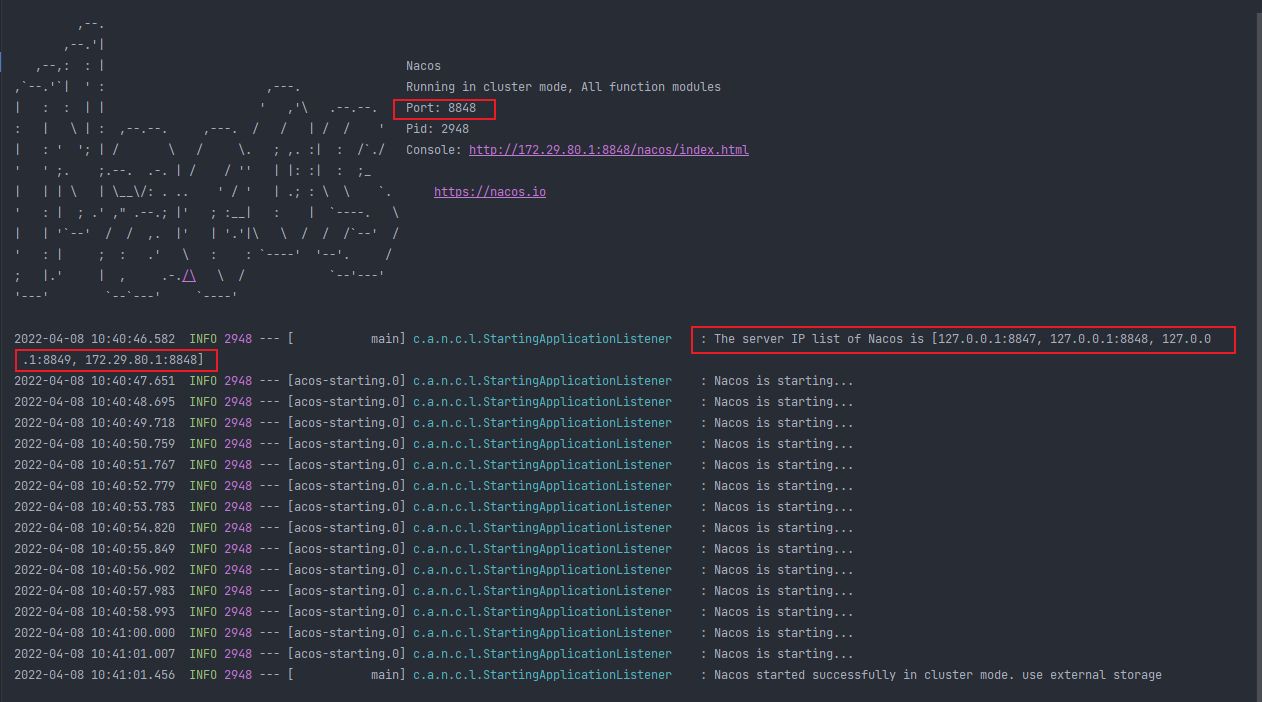 Nacos
Running in cluster mode, All function modules
Port: 8848
Pid: 2948
Console: http://172.29.80.1:8848/nacos/index.html
https://nacos.io
2022-04-08 10:40:46.582  INFO 2948 --- [           main] c.a.n.c.l.StartingApplicationListener    : The server IP list of Nacos is [127.0.0.1:8847, 127.0.0.1:8848, 127.0.0
.1:8849, 172.29.80.1:8848]
2022-04-08 10:40:47.651  INFO 2948 --- [acos-starting.0] c.a.n.c.l.StartingApplicationListener    : Nacos is starting...
2022-04-08 10:40:48.695  INFO 2948 --- [acos-starting.0] c.a.n.c.l.StartingApplicationListener    : Nacos is starting...
2022-04-08 10:40:49.718  INFO 2948 --- [acos-starting.0] c.a.n.c.l.StartingApplicationListener    : Nacos is starting...
2022-04-08 10:40:50.759  INFO 2948 --- [acos-starting.0] c.a.n.c.l.StartingApplicationListener    : Nacos is starting...
2022-04-08 10:40:51.767  INFO 2948 --- [acos-starting.0] c.a.n.c.l.StartingApplicationListener    : Nacos is starting...
2022-04-08 10:40:52.779  INFO 2948 --- [acos-starting.0] c.a.n.c.l.StartingApplicationListener    : Nacos is starting...
2022-04-08 10:40:53.783  INFO 2948 --- [acos-starting.0] c.a.n.c.l.StartingApplicationListener    : Nacos is starting...
2022-04-08 10:40:54.820  INFO 2948 --- [acos-starting.0] c.a.n.c.l.StartingApplicationListener    : Nacos is starting...
2022-04-08 10:40:55.849  INFO 2948 --- [acos-starting.0] c.a.n.c.l.StartingApplicationListener    : Nacos is starting...
2022-04-08 10:40:56.902  INFO 2948 --- [acos-starting.0] c.a.n.c.l.StartingApplicationListener    : Nacos is starting...
2022-04-08 10:40:57.983  INFO 2948 --- [acos-starting.0] c.a.n.c.l.StartingApplicationListener    : Nacos is starting...
2022-04-08 10:40:58.993  INFO 2948 --- [acos-starting.0] c.a.n.c.l.StartingApplicationListener    : Nacos is starting...
2022-04-08 10:41:00.000  INFO 2948 --- [acos-starting.0] c.a.n.c.l.StartingApplicationListener    : Nacos is starting...
2022-04-08 10:41:01.007  INFO 2948 --- [acos-starting.0] c.a.n.c.l.StartingApplicationListener    : Nacos is starting...
2022-04-08 10:41:01.456  INFO 2948 --- [           main] c.a.n.c.l.StartingApplicationListener    : Nacos started successfully in cluster mode. use external storage